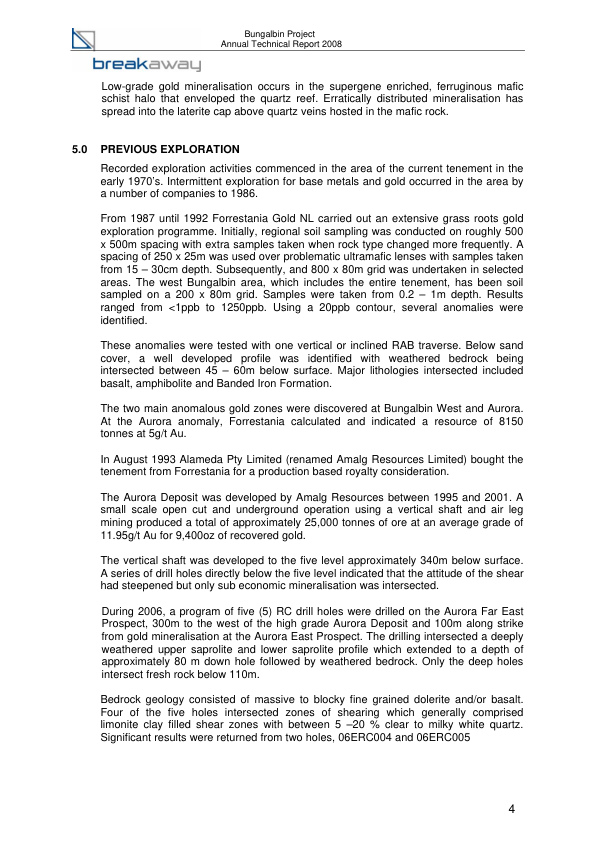 Bungalbin Project
Annual Technical Report 2008
breakaway
Low-grade gold mineralisation occurs in the supergene enriched, ferruginous mafic
schist halo that enveloped the quartz reef. Erratically distributed mineralisation has
spread into the laterite cap above quartz veins hosted in the mafic rock.
5.0 PREVIOUS EXPLORATION
Recorded exploration activities commenced in the area of the current tenement in the
early 1970's. Intermittent exploration for base metals and gold occurred in the area by
a number of companies to 1986.
From 1987 until 1992 Forrestania Gold NL carried out an extensive grass roots gold
exploration programme. Initially, regional soil sampling was conducted on roughly 500
x 500m spacing with extra samples taken when rock type changed more frequently. A
spacing of 250 x 25m was used over problematic ultramafic lenses with samples taken
from 15 – 30cm depth. Subsequently, and 800 x 80m grid was undertaken in selected
areas. The west Bungalbin area, which includes the entire tenement, has been soil
sampled on a 200 x 80m grid. Samples were taken from 0.2 – 1m depth. Results
ranged from <1ppb to 1250ppb. Using a 20ppb contour, several anomalies were
identified.
These anomalies were tested with one vertical or inclined RAB traverse. Below sand
cover, a well developed profile was identified with weathered bedrock being
intersected between 45 – 60m below surface. Major lithologies intersected included
basalt, amphibolite and Banded Iron Formation.
The two main anomalous gold zones were discovered at Bungalbin West and Aurora.
At the Aurora anomaly, Forrestania calculated and indicated a resource of 8150
tonnes at 5g/t Au.
In August 1993 Alameda Pty Limited (renamed Amalg Resources Limited) bought the
tenement from Forrestania for a production based royalty consideration.
The Aurora Deposit was developed by Amalg Resources between 1995 and 2001. A
small scale open cut and underground operation using a vertical shaft and air leg
mining produced a total of approximately 25,000 tonnes of ore at an average grade of
11.95g/t Au for 9,400oz of recovered gold.
The vertical shaft was developed to the five level approximately 340m below surface.
A series of drill holes directly below the five level indicated that the attitude of the shear
had steepened but only sub economic mineralisation was intersected.
During 2006, a program of five (5) RC drill holes were drilled on the Aurora Far East
Prospect, 300m to the west of the high grade Aurora Deposit and 100m along strike
from gold mineralisation at the Aurora East Prospect. The drilling intersected a deeply
weathered upper saprolite and lower saprolite profile which extended to a depth of
approximately 80 m down hole followed by weathered bedrock. Only the deep holes
intersect fresh rock below 110m.
Bedrock geology consisted of massive to blocky fine grained dolerite and/or basalt.
Four of the five holes intersected zones of shearing which generally comprised
limonite clay filled shear zones with between 5 –20 % clear to milky white quartz.
Significant results were returned from two holes, 06ERC004 and 06ERC005
4